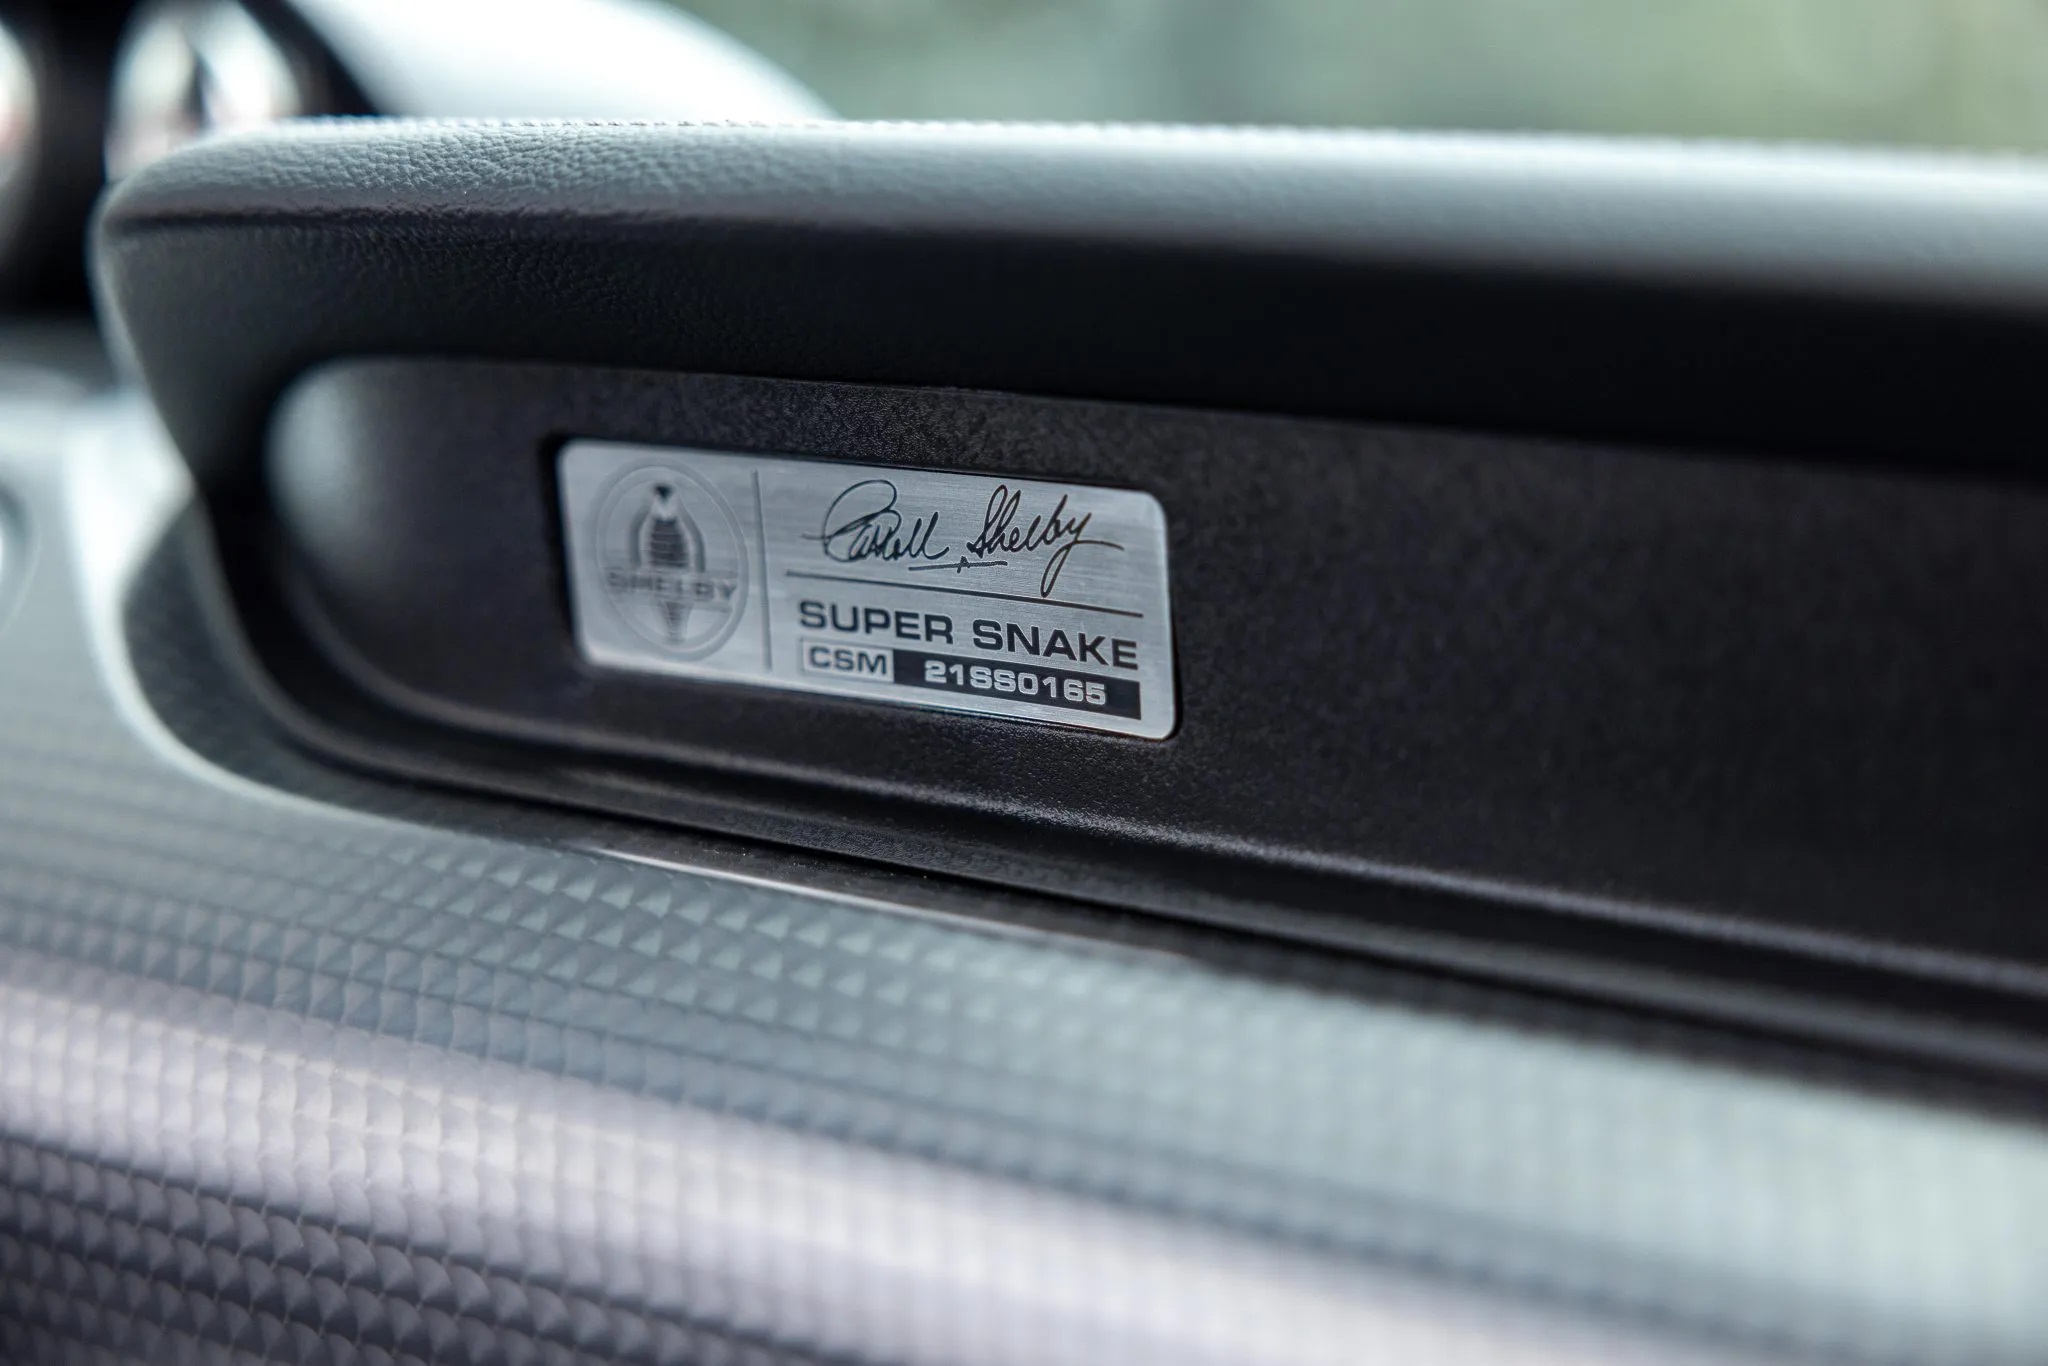 SHELBY
Carroll Shelby
SUPER SNAKE
CSM 21SS0165